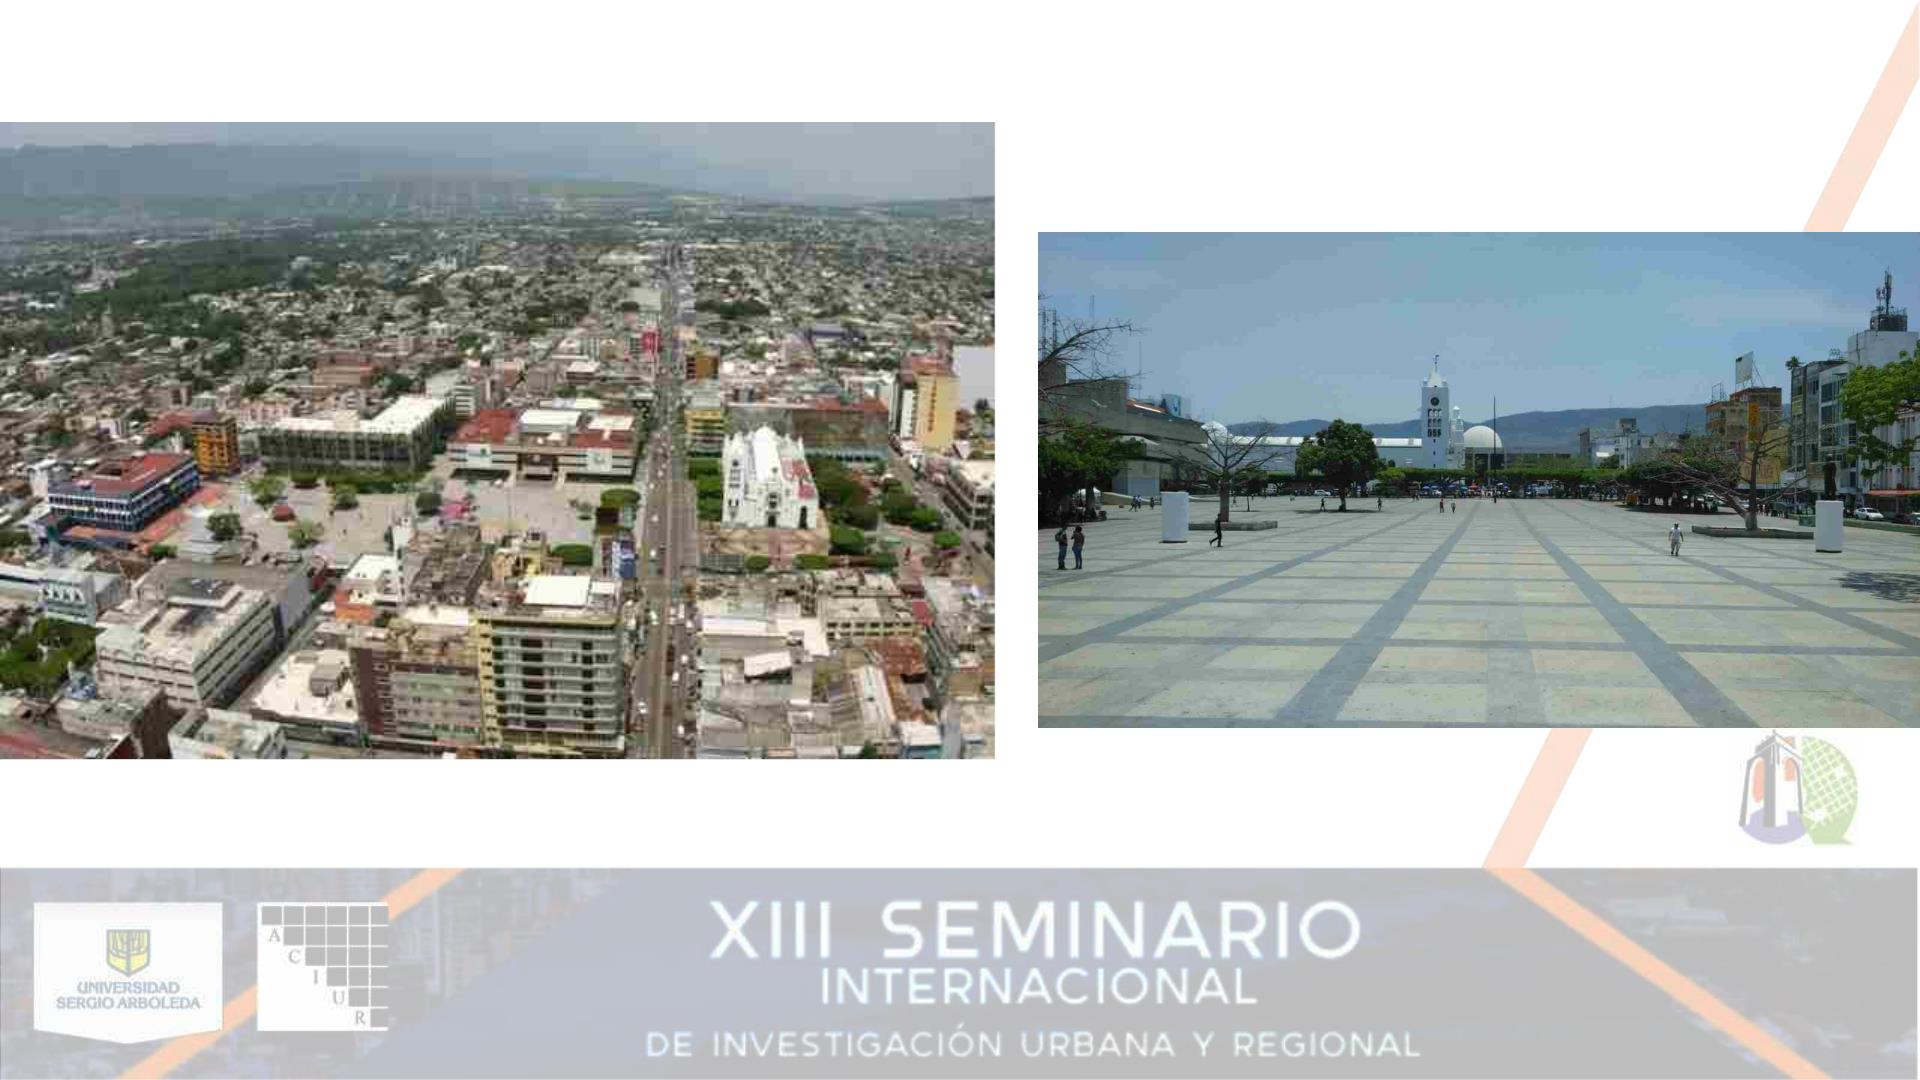 UNIVERSIDAD
SERGIO ARBOLEDA
A
C
I
U
R
XIII SEMINARIO
INTERNACIONAL
DE INVESTIGACIÓN URBANA Y REGIONAL